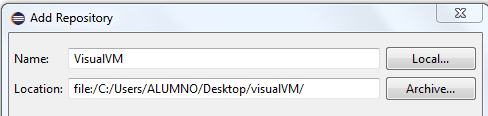 Add Repository
Name: VisualVM Local...
Location: file:/C:/Users/ALUMNO/Desktop/visualVM/ Archive...